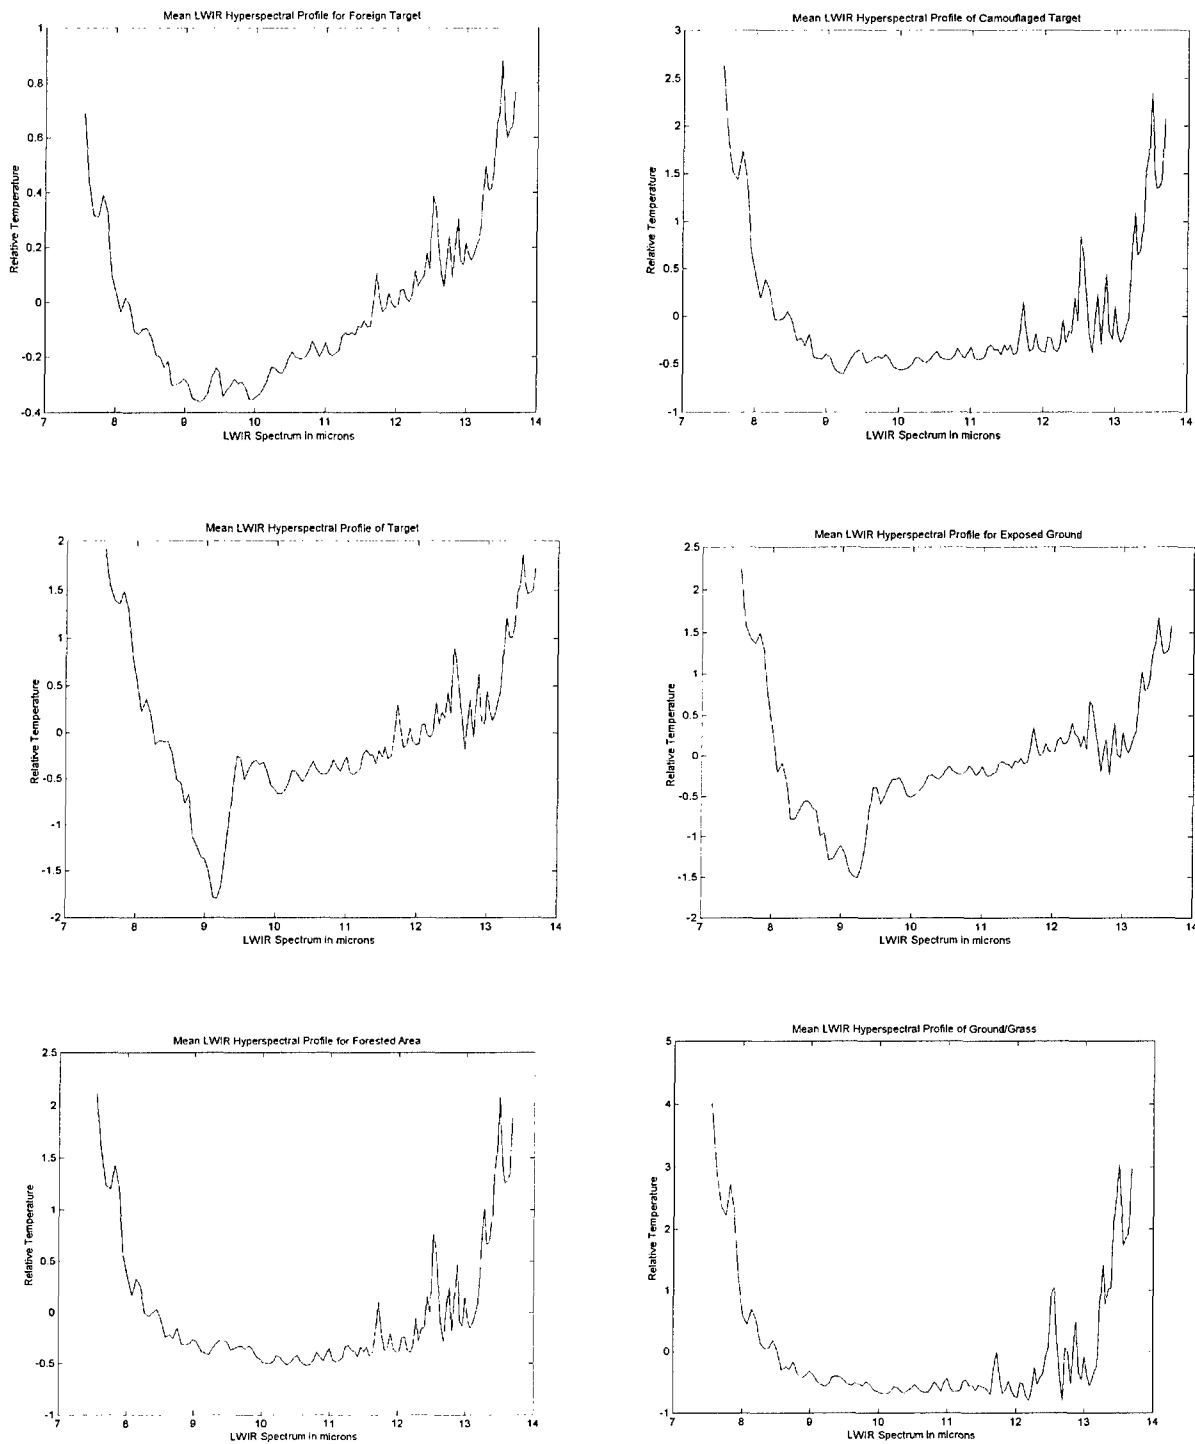 Mean LWIR Hyperspectral Profile for Foreign Target
1
0.8
0.6
0.4
0.2
0
-0.2
-0.4
Relative Temperature
7 8 9 10 11 12 13 14
LWIR Spectrum in microns
Mean LWIR Hyperspectral Profile of Camouflaged Target
3
2.5
2
1.5
1
0.5
0
-0.5
-1
Relative Temperature
7 8 9 10 11 12 13 14
LWIR Spectrum in microns
Mean LWIR Hyperspectral Profile of Target
2
1.5
1
0.5
0
-0.5
-1
-1.5
-2
Relative Temperature
7 8 9 10 11 12 13 14
LWIR Spectrum in microns
Mean LWIR Hyperspectral Profile for Exposed Ground
2.5
2
1.5
1
0.5
0
-0.5
-1
-1.5
-2
Relative Temperature
7 8 9 10 11 12 13 14
LWIR Spectrum in microns
Mean LWIR Hyperspectral Profile for Forested Area
2.5
2
1.5
1
0.5
0
-0.5
-1
Relative Temperature
7 8 9 10 11 12 13 14
LWIR Spectrum in microns
Mean LWIR Hyperspectral Profile of Ground/Grass
5
4
3
2
1
0
-1
Relative Temperature
7 8 9 10 11 12 13 14
LWIR Spectrum in microns